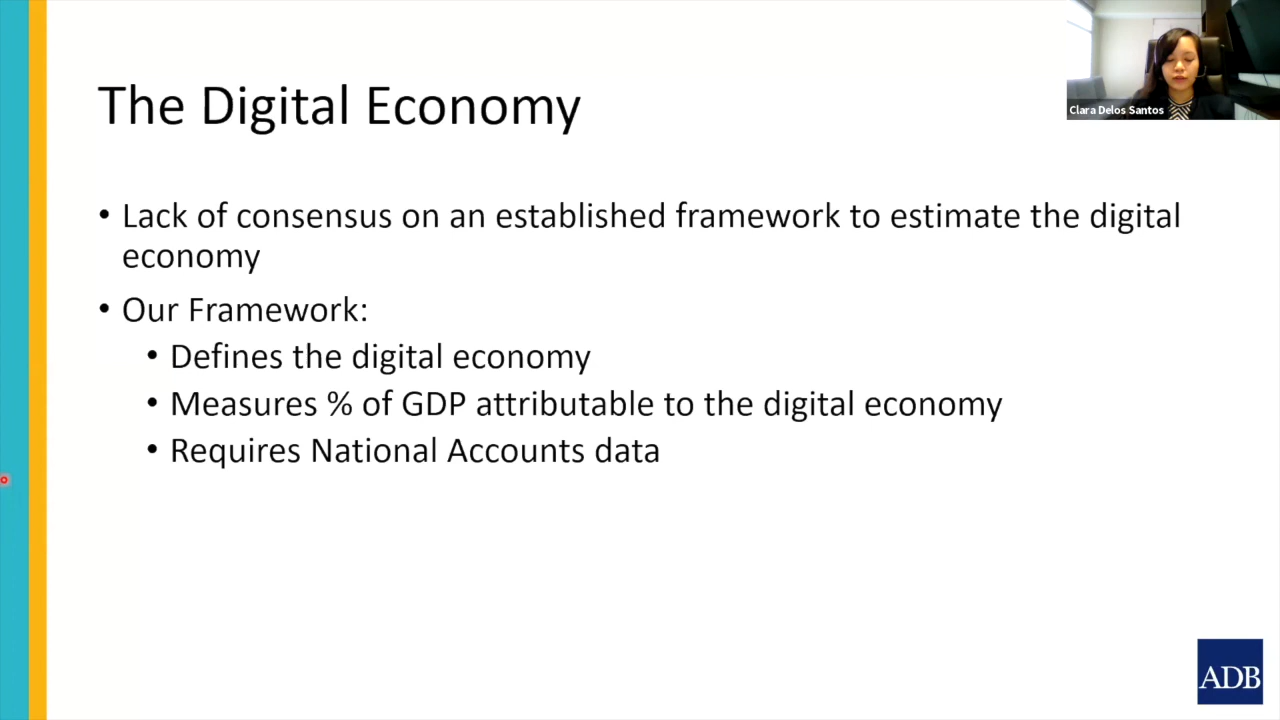 The Digital Economy
Clara Delos Santos
• Lack of consensus on an established framework to estimate the digital
economy
• Our Framework:
• Defines the digital economy
• Measures % of GDP attributable to the digital economy
• Requires National Accounts data
ADB